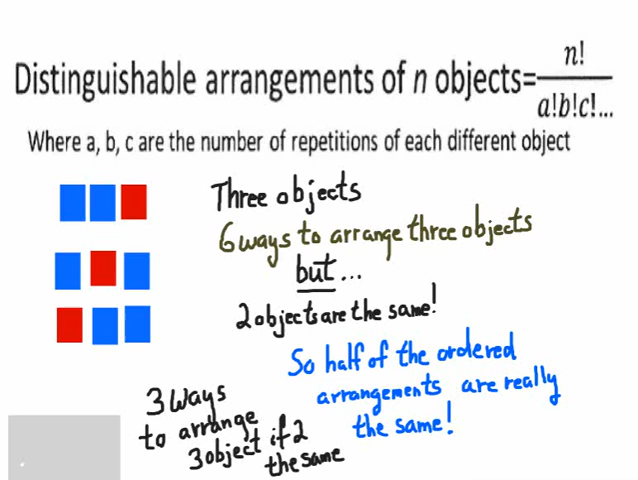 Distinguishable arrangements of n objects= n!
a!b!c!...
Where a, b, c are the number of repetitions of each different object
Three objects
6 ways to arrange three objects
but...
2 objects are the same!
So half of the ordered
arrangements are really
the same!
3 Ways
to arrange
3 object if 2
the same